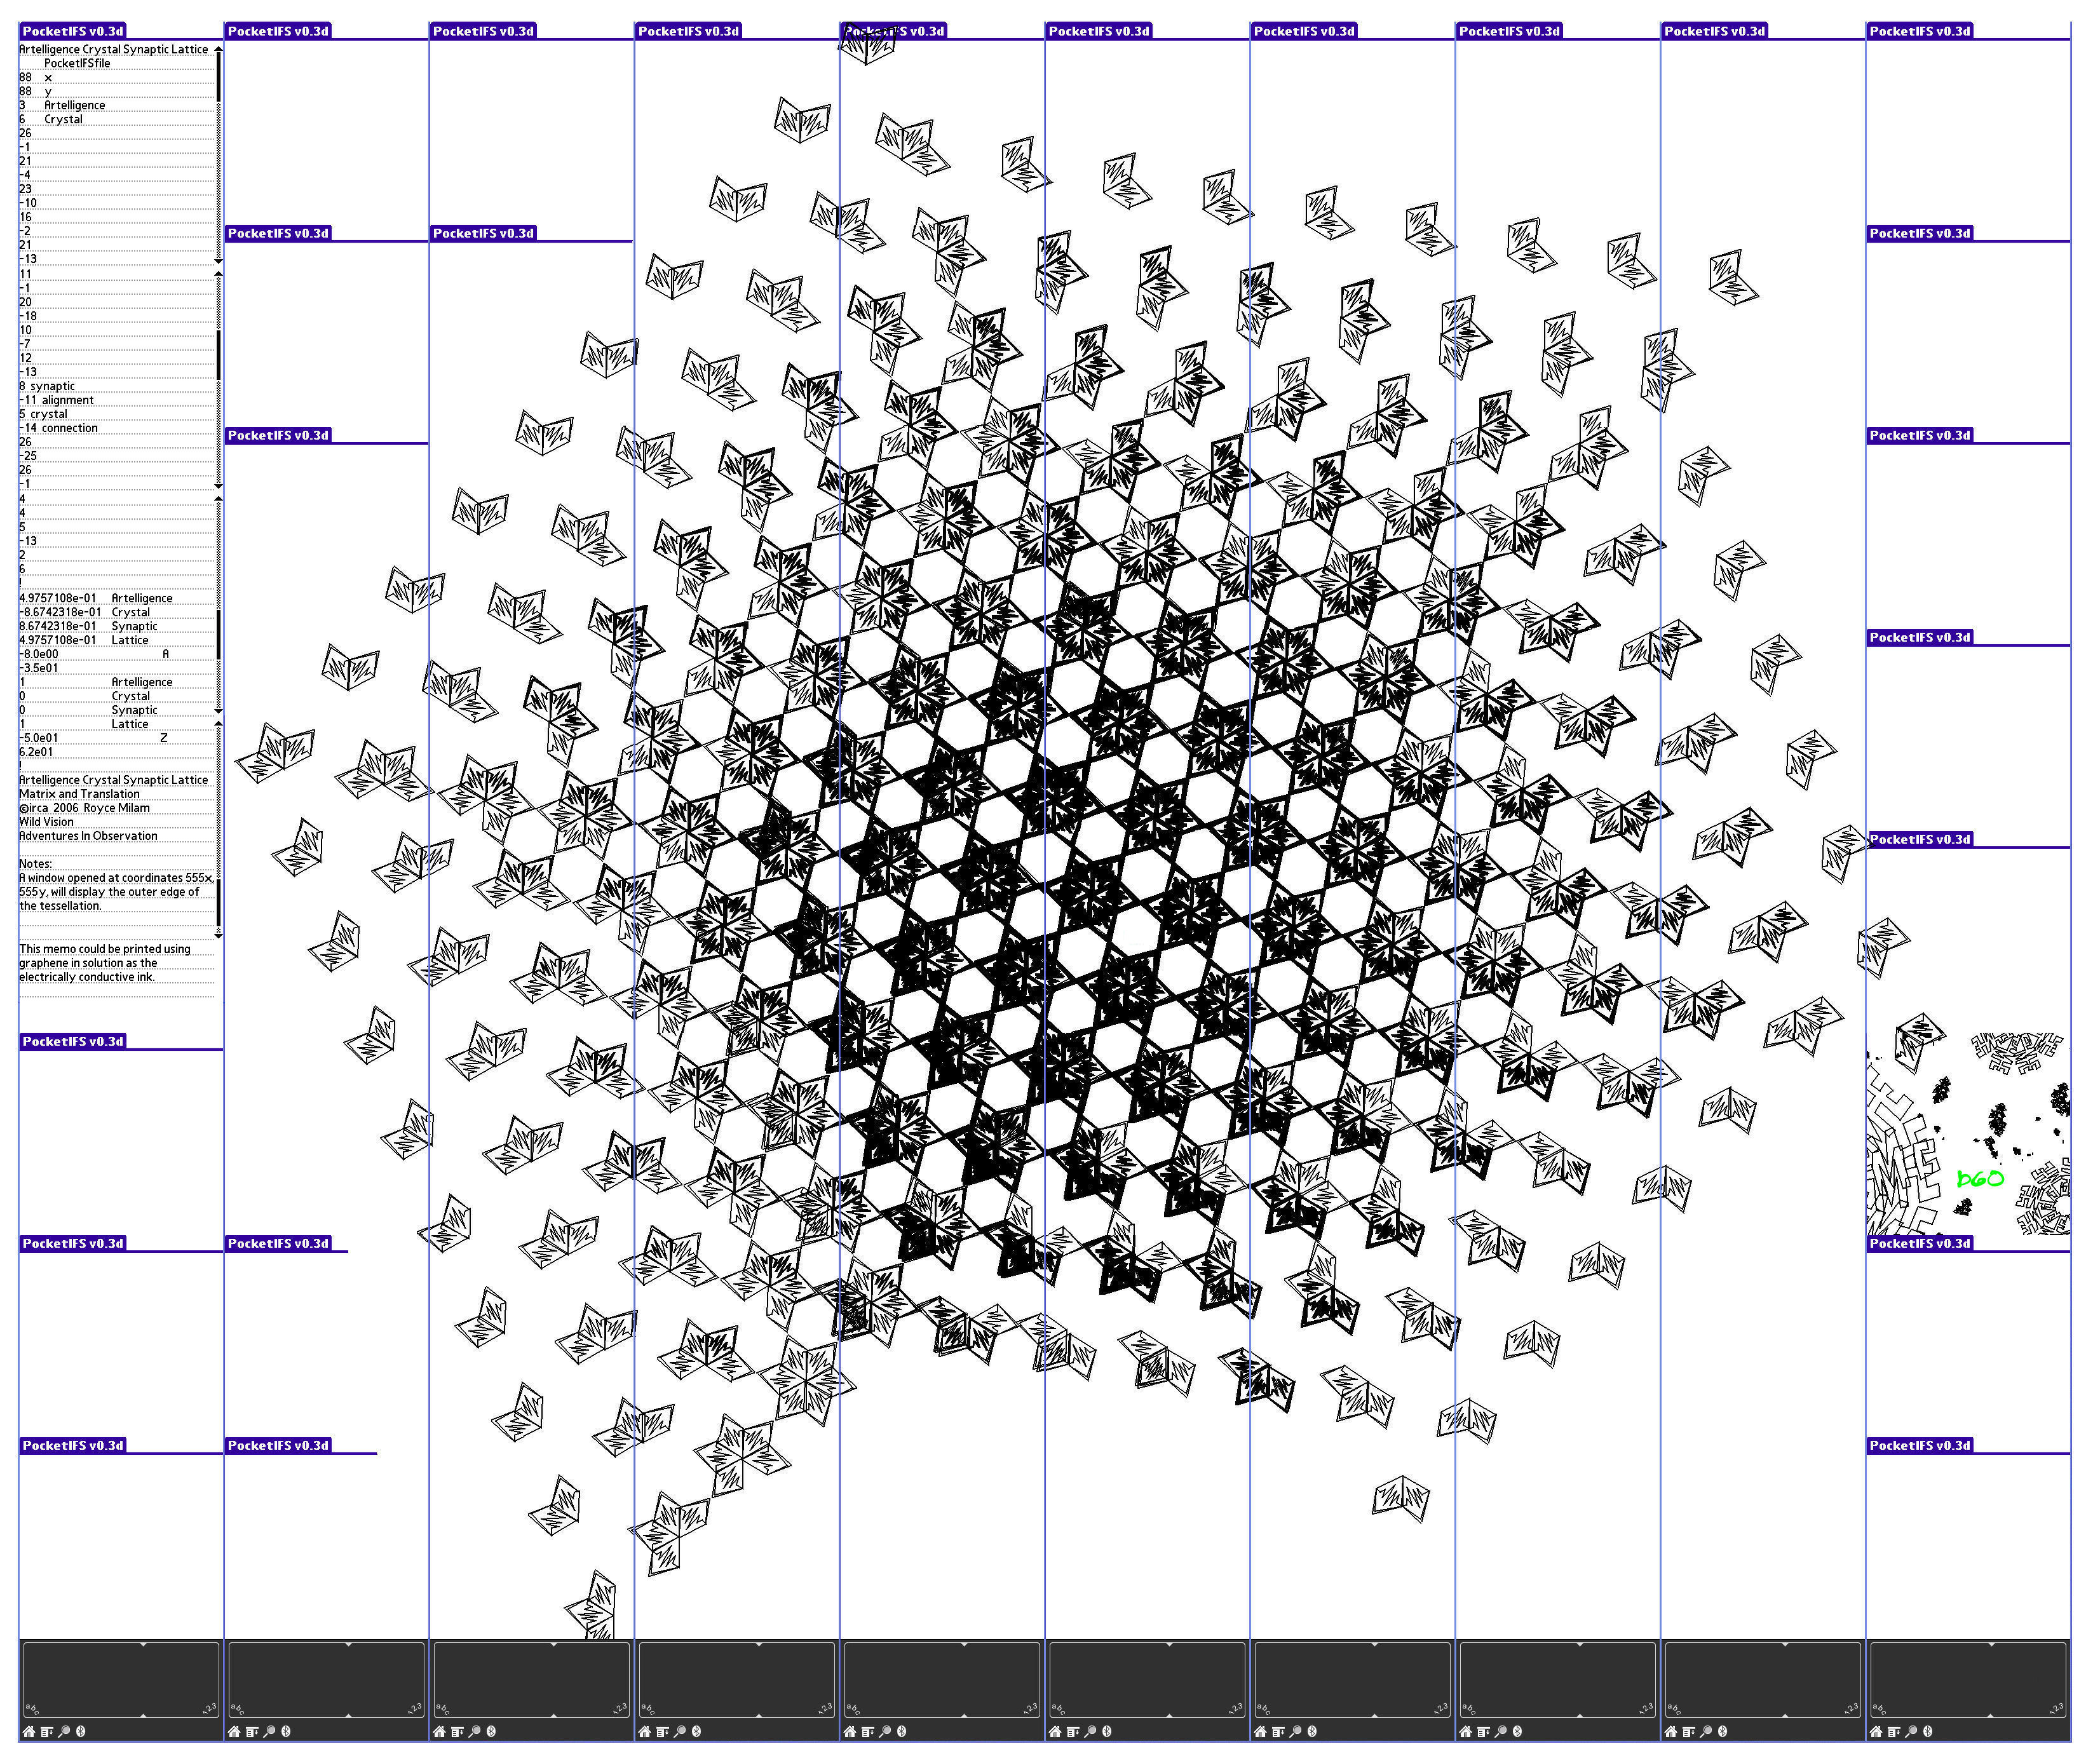 PocketIFS v0.3d PocketIFS v0.3d PocketIFS v0.3d PocketIFS v0.3d PocketIFS v0.3d PocketIFS v0.3d PocketIFS v0.3d PocketIFS v0.3d PocketIFS v0.3d PocketIFS v0.3d
Artelligence Crystal Synaptic Lattice
PocketIFSfile
88 x
88 y
3 Artelligence
6 Crystal
26
-1
21
-4
23
-10
16
-2
21
-13
11
-1
20
-18
10
-7
12
-13
8 synaptic
-11 alignment
5 crystal
-14 connection
26
-25
26
-1
4
4
5
-13
2
6
!
4.9757108e-01 Artelligence
-8.6742318e-01 Crystal
8.6742318e-01 Synaptic
4.9757108e-01 Lattice
-8.0e00 A
-3.5e01
1 Artelligence
0 Crystal
0 Synaptic
1 Lattice
-5.0e01 Z
6.2e01
!
Artelligence Crystal Synaptic Lattice
Matrix and Translation
©irca 2006 Royce Milam
Wild Vision
Adventures In Observation
Notes:
A window opened at coordinates 555x,
555y, will display the outer edge of
the tessellation.
This memo could be printed using
graphene in solution as the
electrically conductive ink.
PocketIFS v0.3d
PocketIFS v0.3d
PocketIFS v0.3d
PocketIFS v0.3d
PocketIFS v0.3d
PocketIFS v0.3d
PocketIFS v0.3d
PocketIFS v0.3d
PocketIFS v0.3d
PocketIFS v0.3d
PocketIFS v0.3d
PocketIFS v0.3d
PocketIFS v0.3d
PocketIFS v0.3d
abc 123 abc 123 abc 123 abc 123 abc 123 abc 123 abc 123 abc 123 abc 123 abc 123